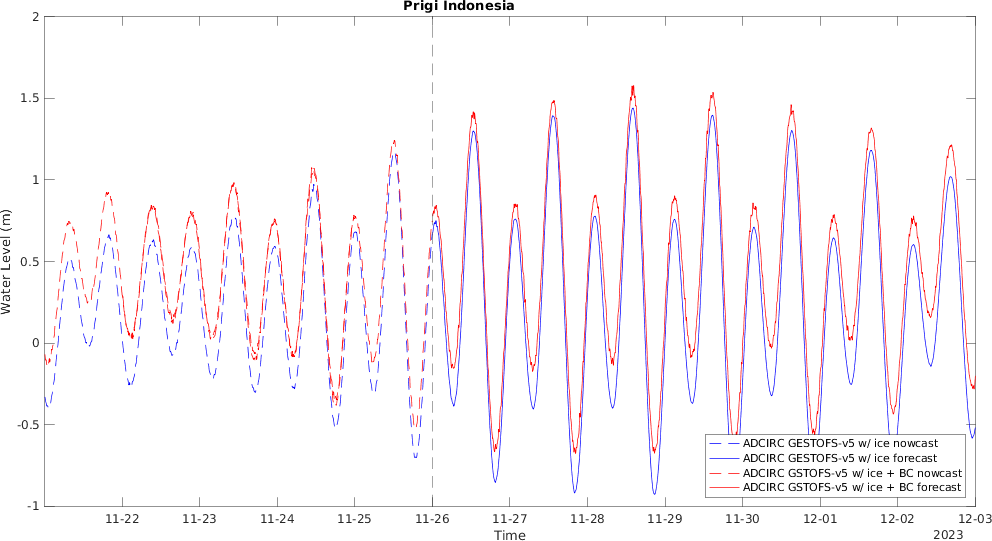 Prigi Indonesia
2
1.5
1
0.5
0
-0.5
-1
Water Level (m)
ADCIRC GESTOFS-v5 w/ ice nowcast
ADCIRC GESTOFS-v5 w/ ice forecast
ADCIRC GSTOFS-v5 w/ ice + BC nowcast
ADCIRC GSTOFS-v5 w/ ice + BC forecast
11-22 11-23 11-24 11-25 11-26 11-27 11-28 11-29 11-30 12-01 12-02 12-03
Time
2023